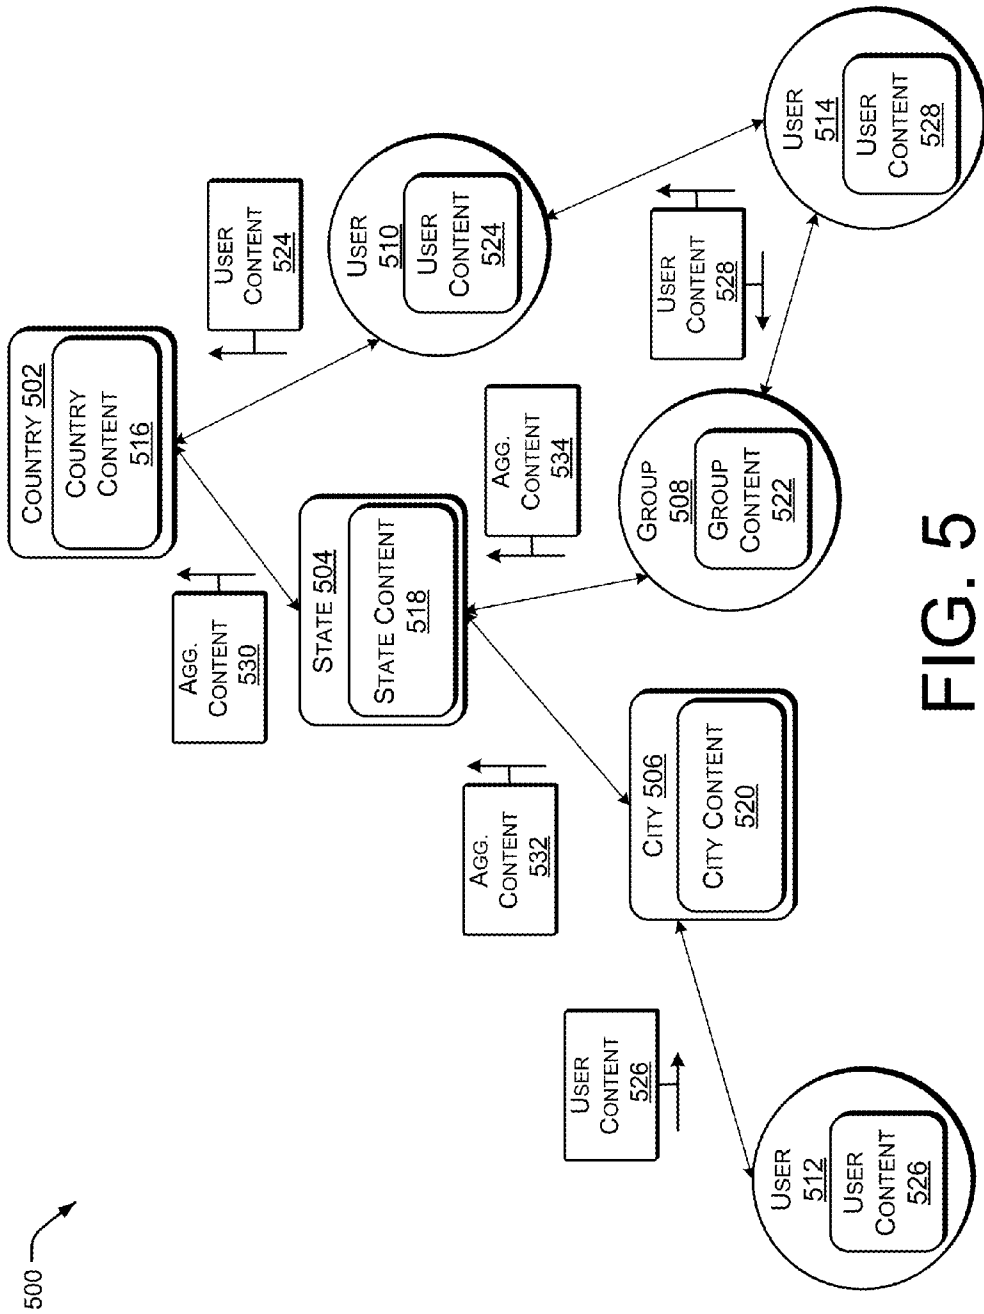 500
COUNTRY 502
COUNTRY
CONTENT
516
USER
CONTENT
524
AGG.
CONTENT
530
USER
510
USER
CONTENT
524
STATE 504
STATE CONTENT
518
AGG.
CONTENT
534
AGG.
CONTENT
532
USER
CONTENT
528
USER
514
USER
CONTENT
528
GROUP
508
GROUP
CONTENT
522
CITY 506
CITY CONTENT
520
USER
CONTENT
526
USER
512
USER
CONTENT
526
FIG. 5